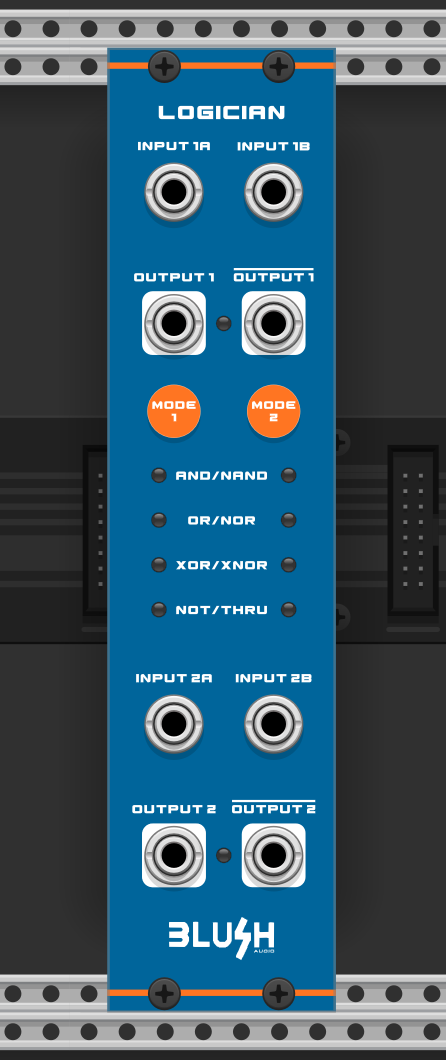 LOGICIAN
INPUT 1A INPUT 1B
OUTPUT 1 OUTPUT 1
MODE 1 MODE 2
AND/NAND
OR/NOR
XOR/XNOR
NOT/THRU
INPUT 2A INPUT 2B
OUTPUT 2 OUTPUT 2
BLUSH
AUDIO